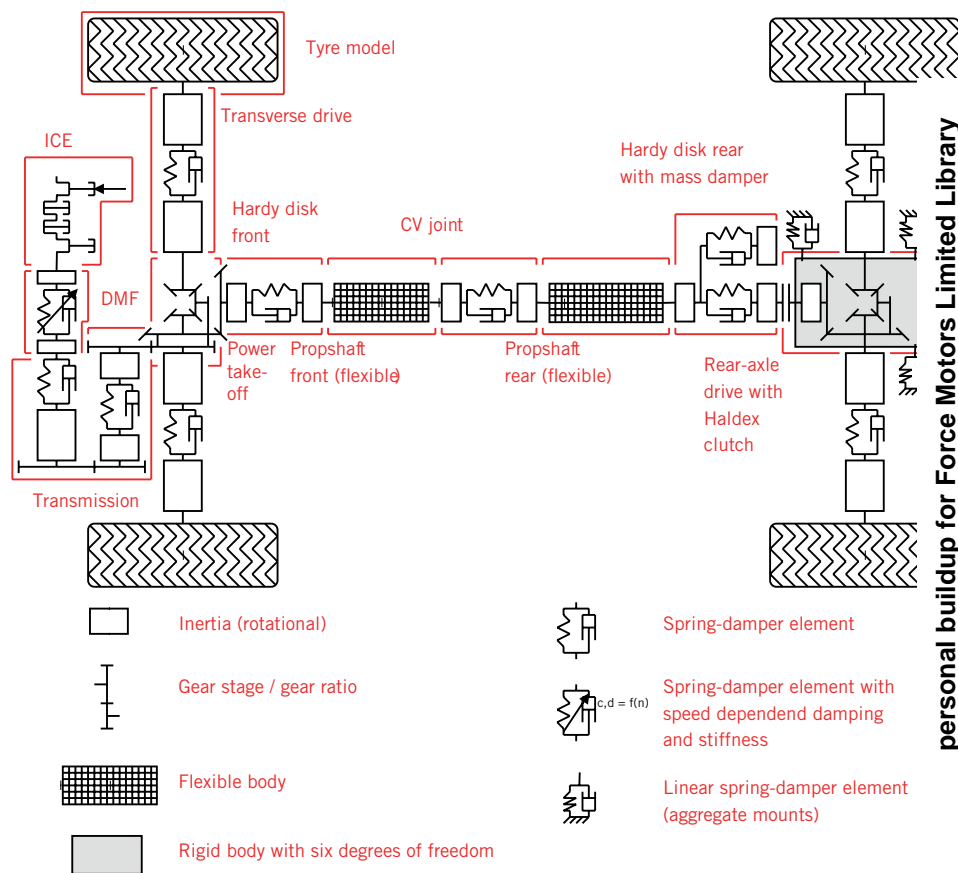 Tyre model
Transverse drive
ICE
Hardy disk rear
with mass damper
Hardy disk
front
CV joint
DMF
Power
take-
off
Propshaft
front (flexible)
Propshaft
rear (flexible)
Rear-axle
drive with
Haldex
clutch
Transmission
Inertia (rotational)
Spring-damper element
Gear stage / gear ratio
Spring-damper element with
speed dependend damping
and stiffness
c,d = f(n)
Flexible body
Linear spring-damper element
(aggregate mounts)
Rigid body with six degrees of freedom
personal buildup for Force Motors Limited Library